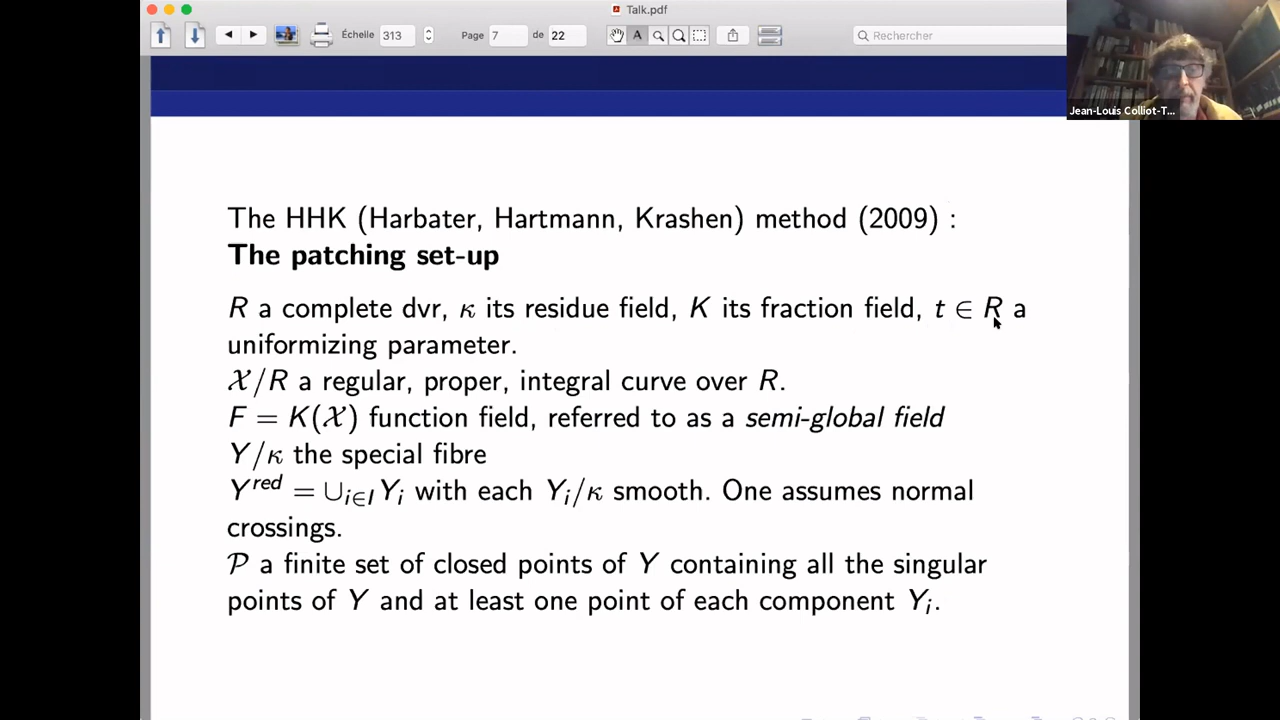 Talk.pdf
Échelle 313 Page 7 de 22 Rechercher
Jean-Louis Colliot-T...
The HHK (Harbater, Hartmann, Krashen) method (2009) :
The patching set-up
R a complete dvr, κ its residue field, K its fraction field, t ∈ R a
uniformizing parameter.
𝒳/R a regular, proper, integral curve over R.
F = K(𝒳) function field, referred to as a semi-global field
Y/κ the special fibre
Y^red = ∪_{i∈I} Y_i with each Y_i/κ smooth. One assumes normal
crossings.
𝒫 a finite set of closed points of Y containing all the singular
points of Y and at least one point of each component Y_i.